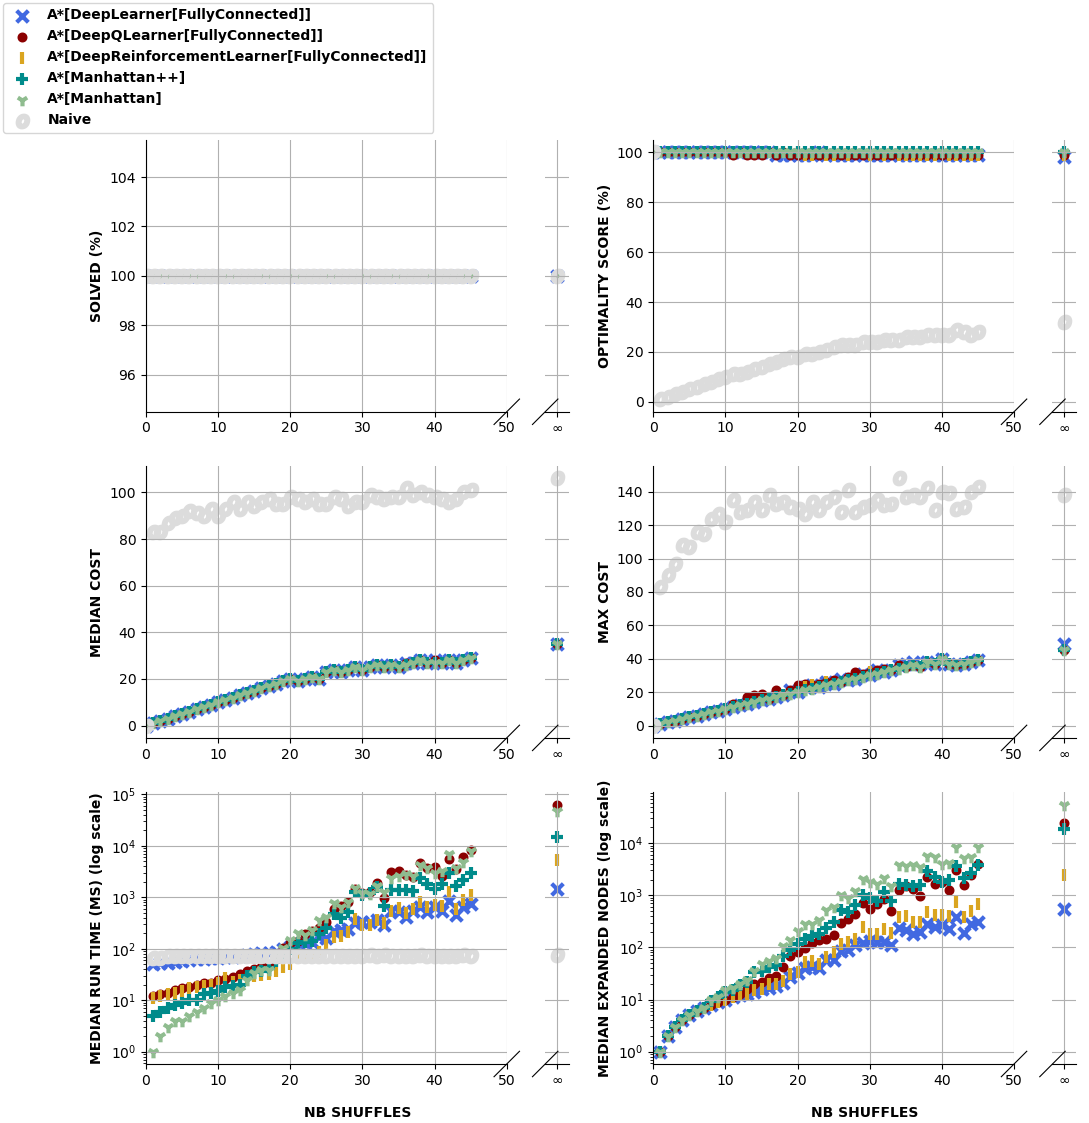 A*[DeepLearner[FullyConnected]]
A*[DeepQLearner[FullyConnected]]
A*[DeepReinforcementLearner[FullyConnected]]
A*[Manhattan++]
A*[Manhattan]
Naive
SOLVED (%)
104
102
100
98
96
0 10 20 30 40 50 ∞
OPTIMALITY SCORE (%)
100
80
60
40
20
0
0 10 20 30 40 50 ∞
MEDIAN COST
100
80
60
40
20
0
0 10 20 30 40 50 ∞
MAX COST
140
120
100
80
60
40
20
0
0 10 20 30 40 50 ∞
MEDIAN RUN TIME (MS) (log scale)
10⁵
10⁴
10³
10²
10¹
10⁰
0 10 20 30 40 50 ∞
NB SHUFFLES
MEDIAN EXPANDED NODES (log scale)
10⁴
10³
10²
10¹
10⁰
0 10 20 30 40 50 ∞
NB SHUFFLES